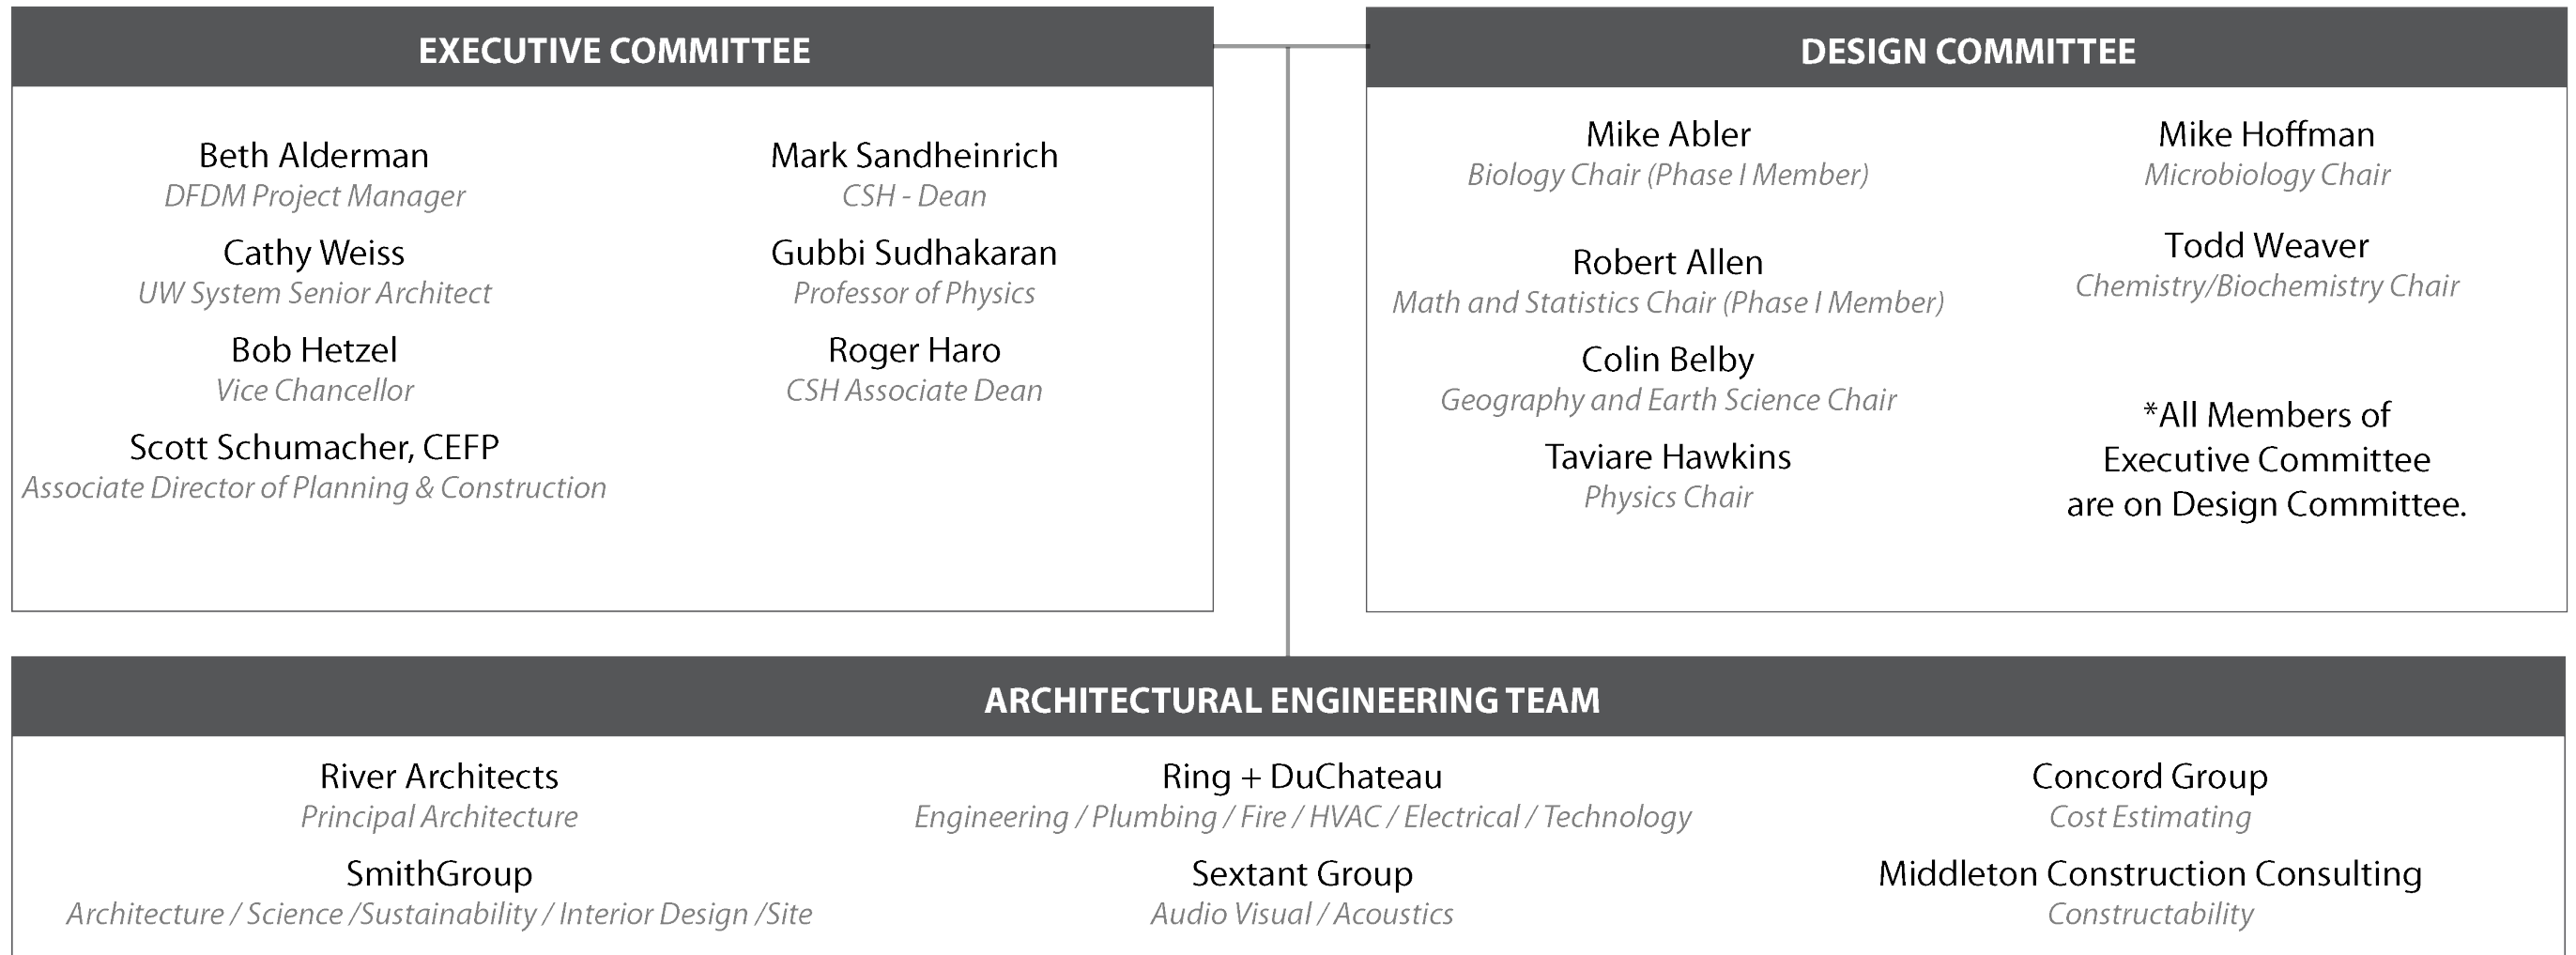 EXECUTIVE COMMITTEE
Beth Alderman
DFDM Project Manager
Cathy Weiss
UW System Senior Architect
Bob Hetzel
Vice Chancellor
Scott Schumacher, CEFP
Associate Director of Planning & Construction
Mark Sandheinrich
CSH - Dean
Gubbi Sudhakaran
Professor of Physics
Roger Haro
CSH Associate Dean
DESIGN COMMITTEE
Mike Abler
Biology Chair (Phase I Member)
Robert Allen
Math and Statistics Chair (Phase I Member)
Colin Belby
Geography and Earth Science Chair
Taviare Hawkins
Physics Chair
Mike Hoffman
Microbiology Chair
Todd Weaver
Chemistry/Biochemistry Chair
*All Members of
Executive Committee
are on Design Committee.
ARCHITECTURAL ENGINEERING TEAM
River Architects
Principal Architecture
SmithGroup
Architecture / Science /Sustainability / Interior Design /Site
Ring + DuChateau
Engineering / Plumbing / Fire / HVAC / Electrical / Technology
Sextant Group
Audio Visual / Acoustics
Concord Group
Cost Estimating
Middleton Construction Consulting
Constructability